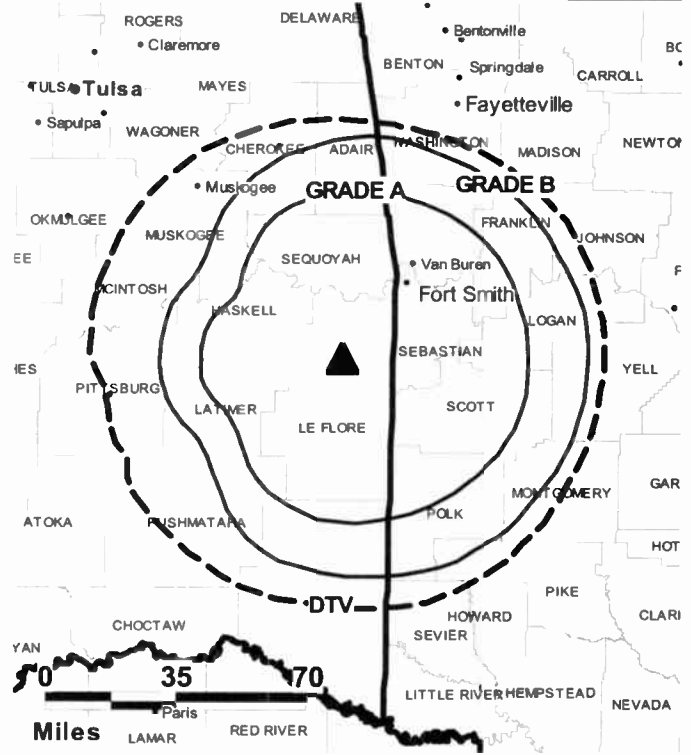 ROGERS
DELAWARE
Claremore
Bentonville
BENTON
Springdale
CARROLL
TULSA
Tulsa
MAYES
Fayetteville
Sapulpa
WAGONER
CHEROKEE
ADAIR
WASHINGTON
MADISON
NEWTON
Muskogee
GRADE A
GRADE B
OKMULGEE
MUSKOGEE
FRANKLIN
JOHNSON
SEQUOYAH
Van Buren
Fort Smith
MCINTOSH
HASKELL
LOGAN
SEBASTIAN
YELL
PITTSBURG
LATIMER
SCOTT
LE FLORE
GAR
MONTGOMERY
ATOKA
PUSHMATAHA
POLK
HOT
PIKE
DTV
HOWARD
CLARI
CHOCTAW
SEVIER
YAN
0 35 70
LITTLE RIVER
HEMPSTEAD
NEVADA
Paris
Miles
LAMAR
RED RIVER